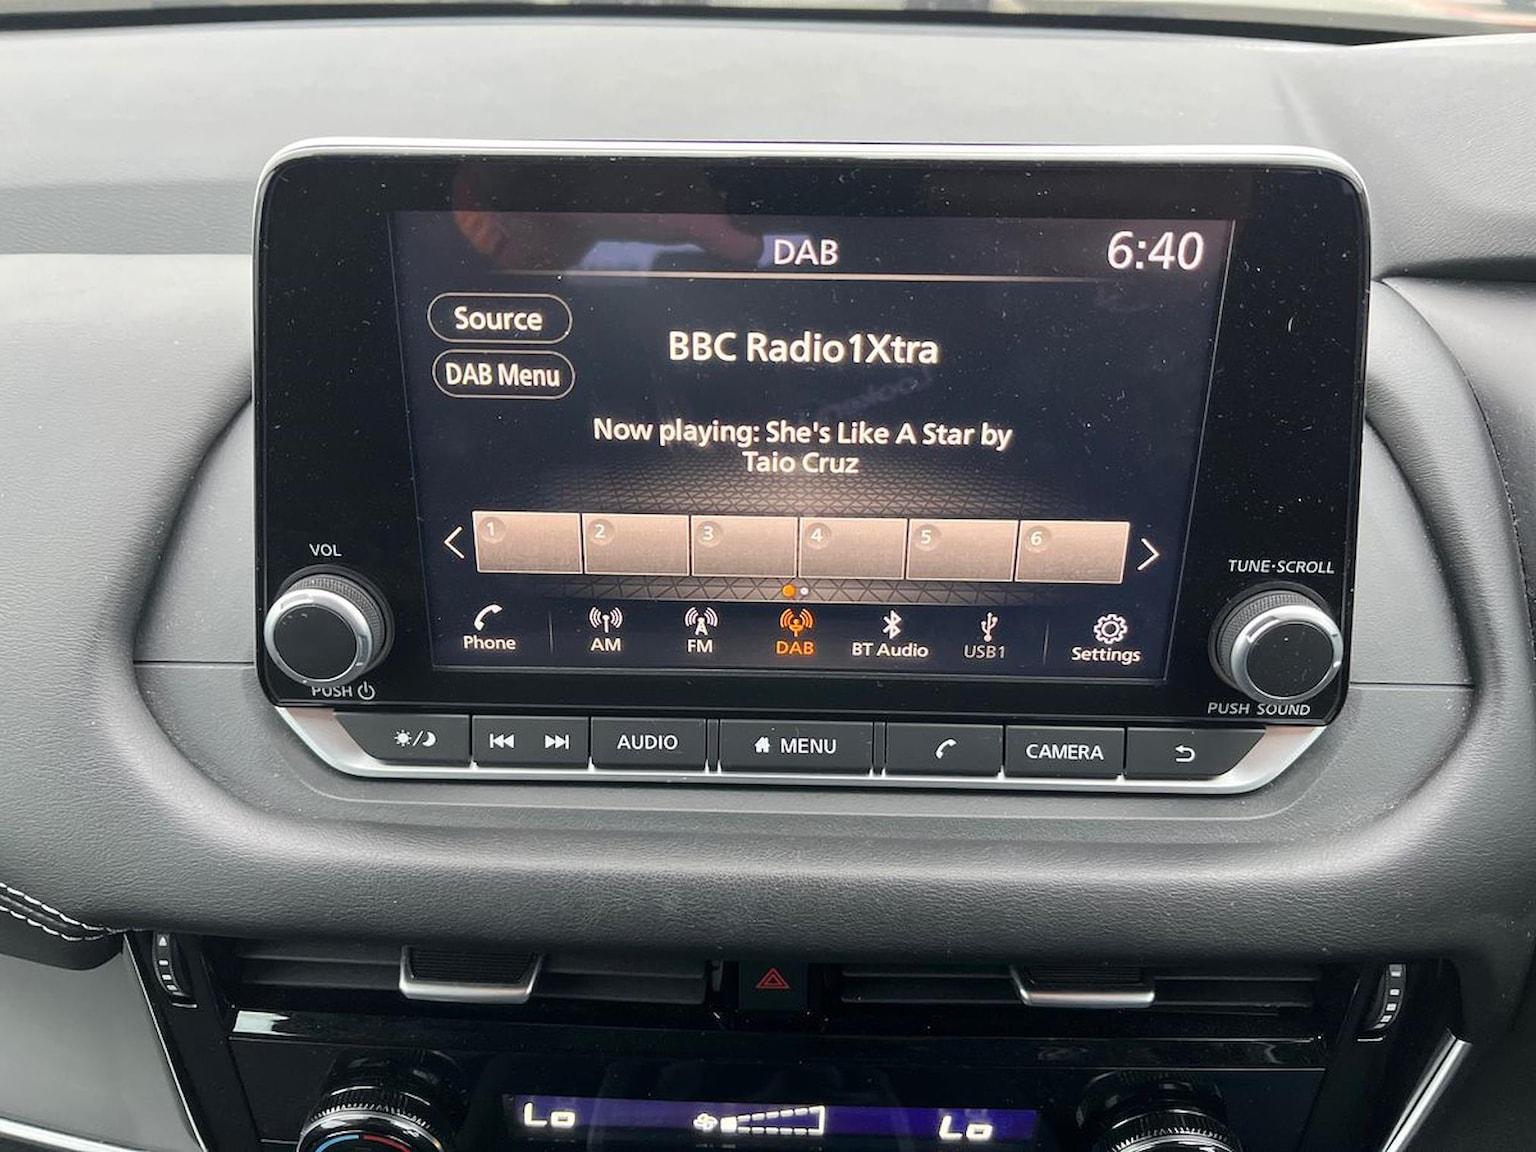 DAB
6:40
Source
DAB Menu
BBC Radio1Xtra
Now playing: She's Like A Star by
Taio Cruz
1 2 3 4 5 6
VOL
TUNE·SCROLL
Phone AM FM DAB BT Audio USB1 Settings
PUSH
PUSH SOUND
AUDIO MENU CAMERA
Lo Lo